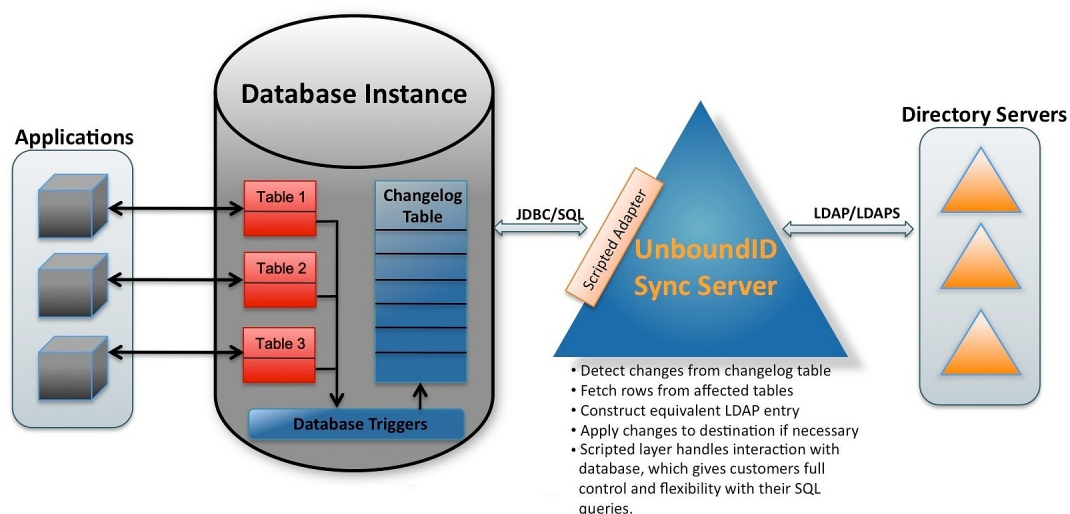 Applications
Database Instance
Table 1
Table 2
Table 3
Changelog
Table
Database Triggers
JDBC/SQL
Scripted Adapter
UnboundID
Sync Server
LDAP/LDAPS
Directory Servers
• Detect changes from changelog table
• Fetch rows from affected tables
• Construct equivalent LDAP entry
• Apply changes to destination if necessary
• Scripted layer handles interaction with
database, which gives customers full
control and flexibility with their SQL
queries.